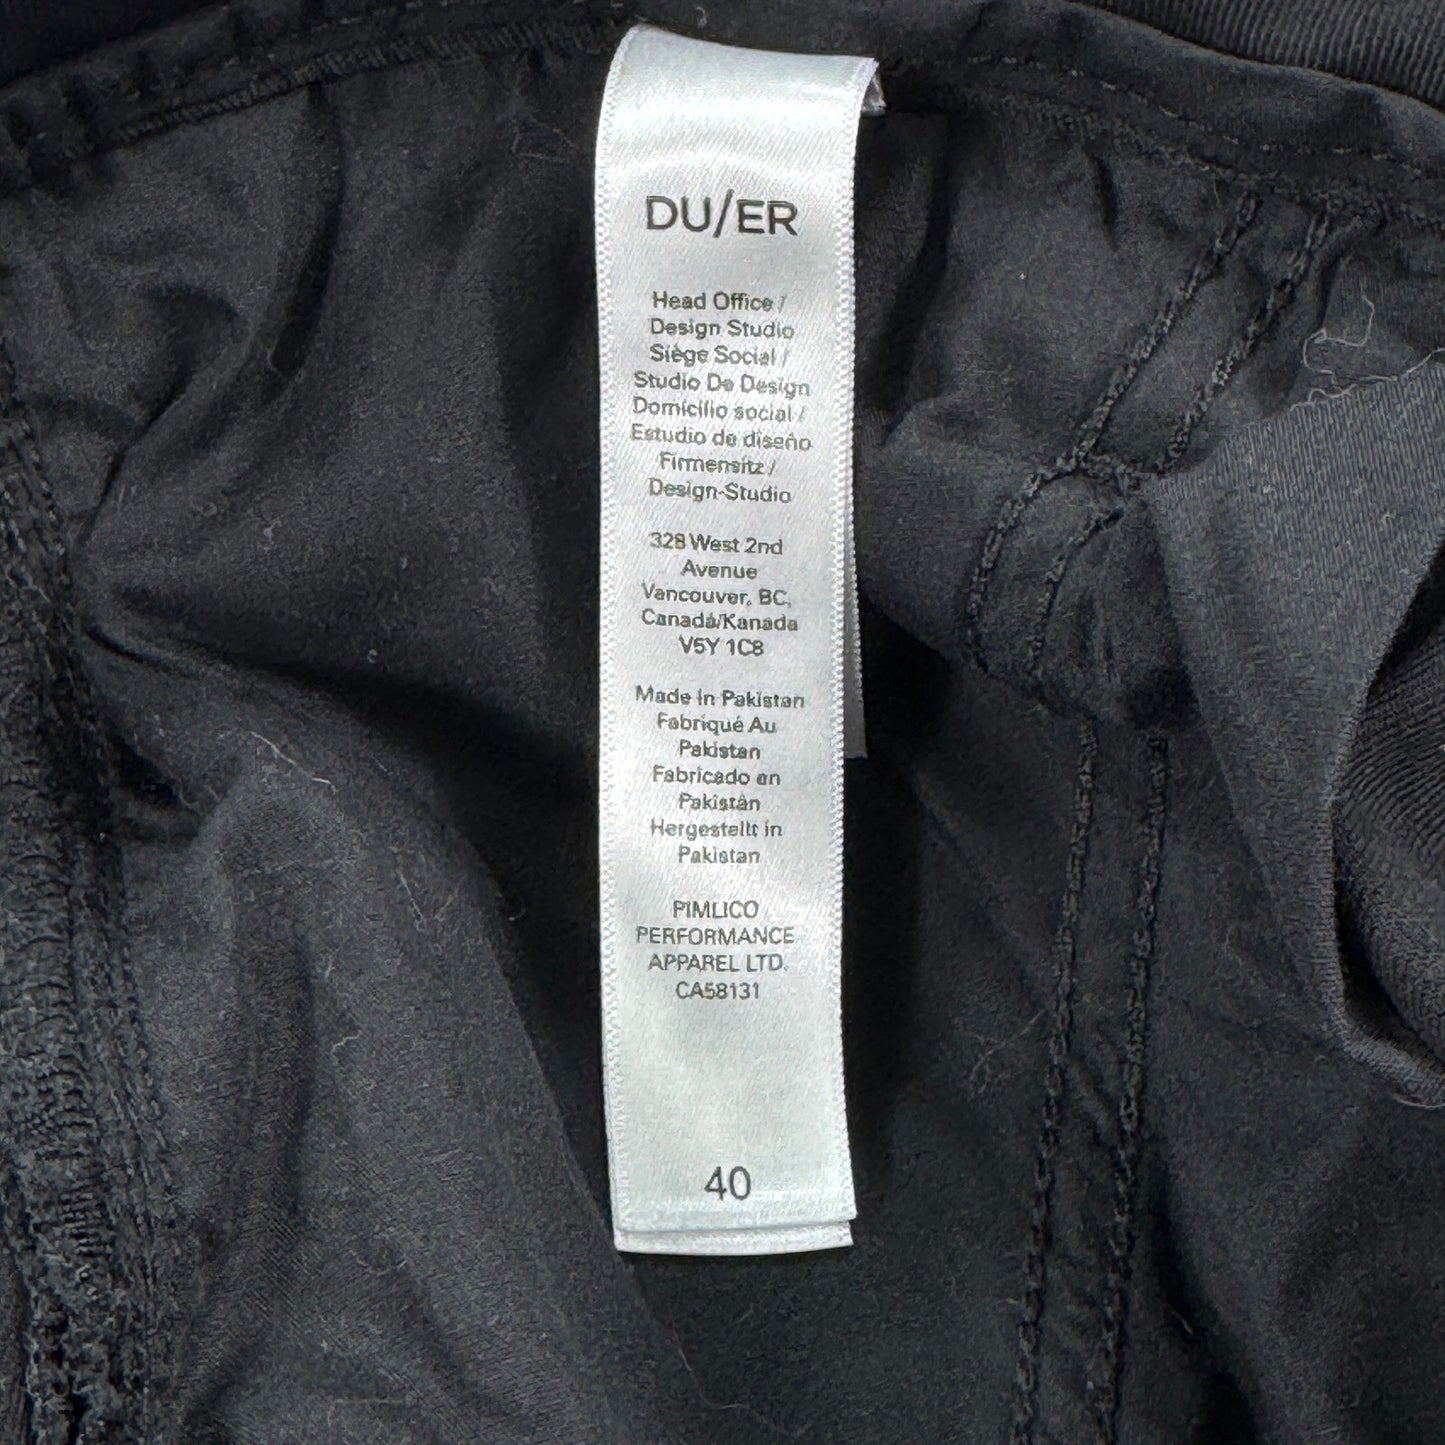 DU/ER
Head Office /
Design Studio
Siège Social /
Studio De Design
Domicilio social /
Estudio de diseño
Firmensitz /
Design-Studio
328 West 2nd
Avenue
Vancouver, BC,
Canadá/Kanada
V5Y 1C8
Made in Pakistan
Fabriqué Au
Pakistan
Fabricado en
Pakistán
Hergestellt in
Pakistan
PIMLICO
PERFORMANCE
APPAREL LTD.
CA58131
40